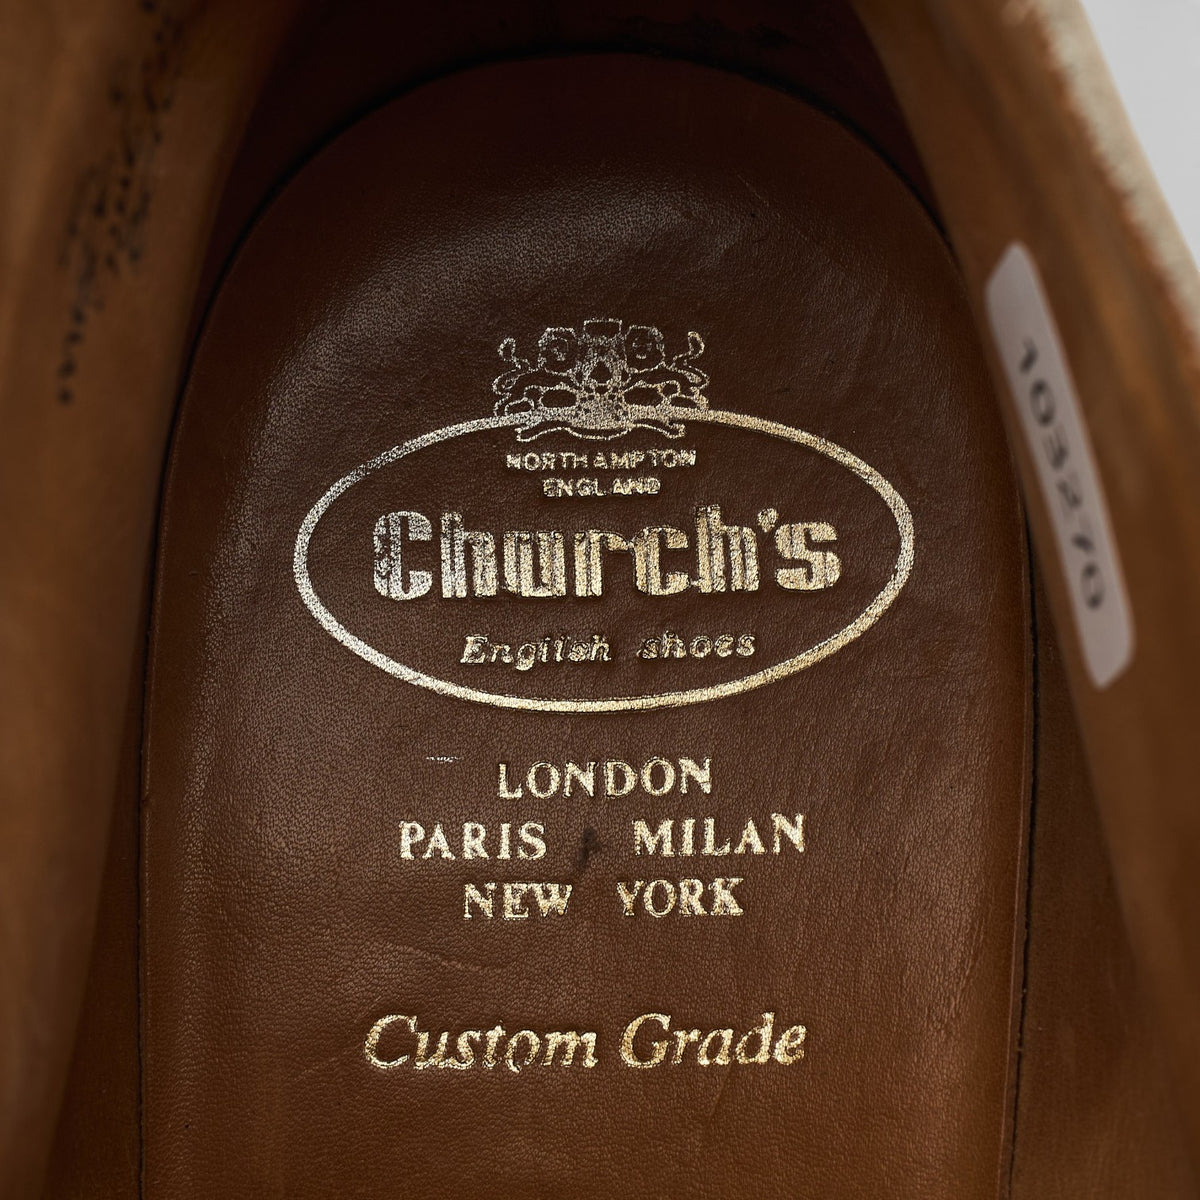 NORTHAMPTON
ENGLAND
Church's
English shoes
LONDON
PARIS MILAN
NEW YORK
Custom Grade
103270